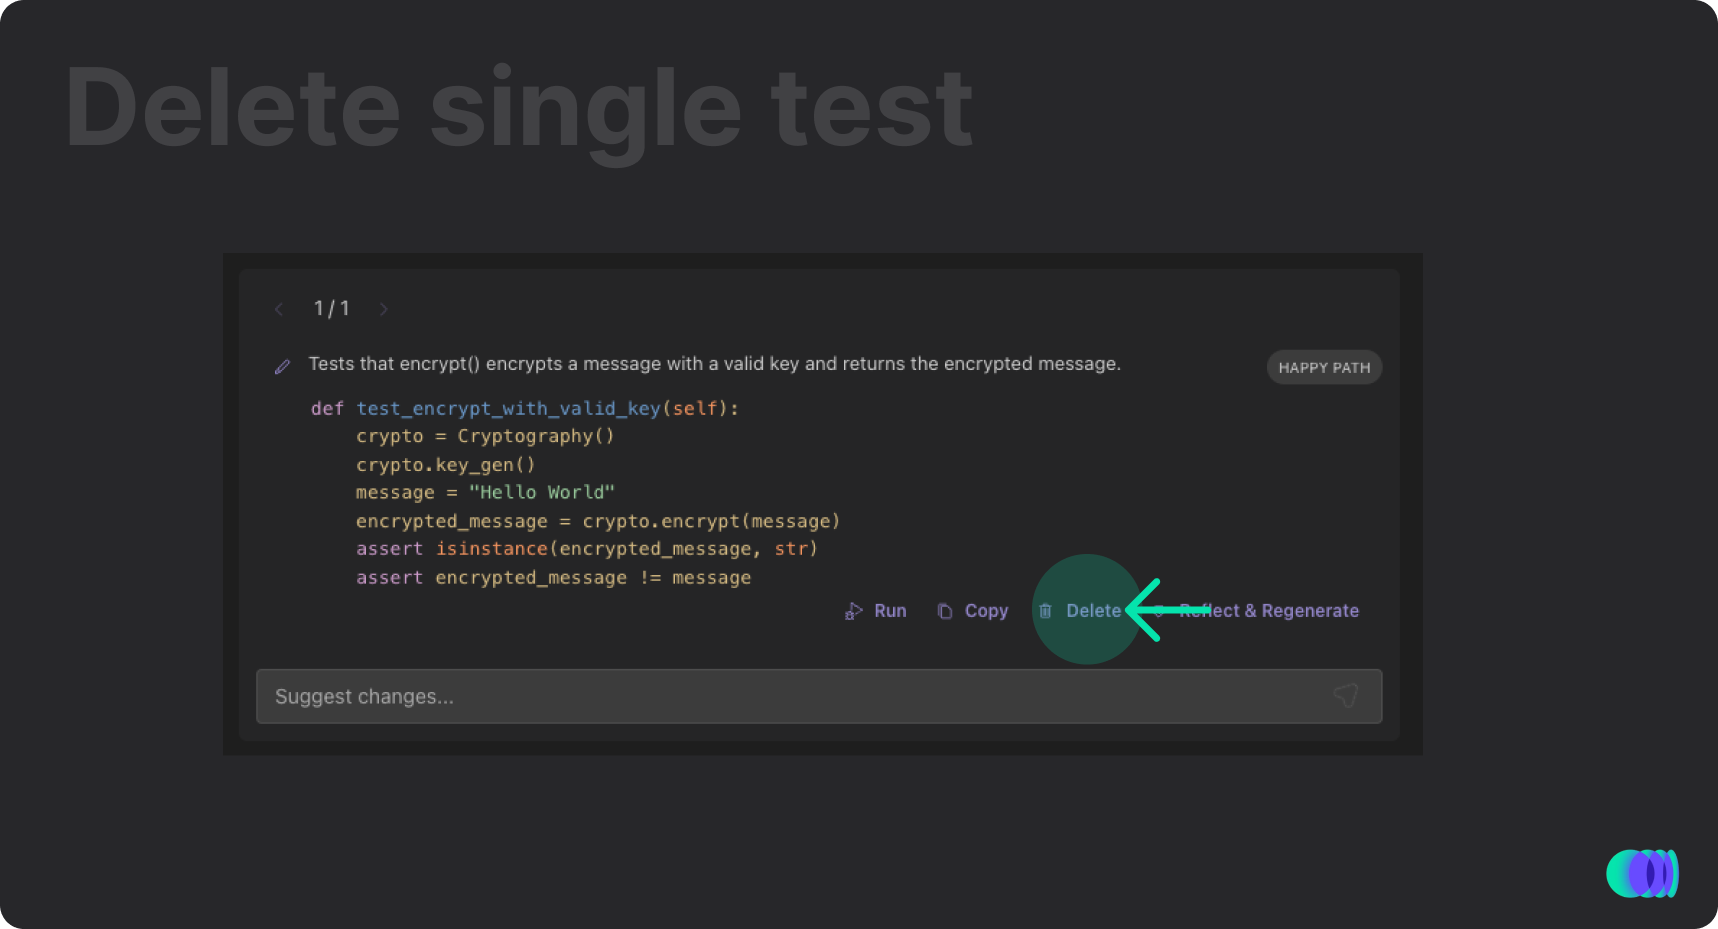 Delete single test
1 / 1
Tests that encrypt() encrypts a message with a valid key and returns the encrypted message.
HAPPY PATH
def test_encrypt_with_valid_key(self):
    crypto = Cryptography()
    crypto.key_gen()
    message = "Hello World"
    encrypted_message = crypto.encrypt(message)
    assert isinstance(encrypted_message, str)
    assert encrypted_message != message
Run Copy Delete Reflect & Regenerate
Suggest changes...